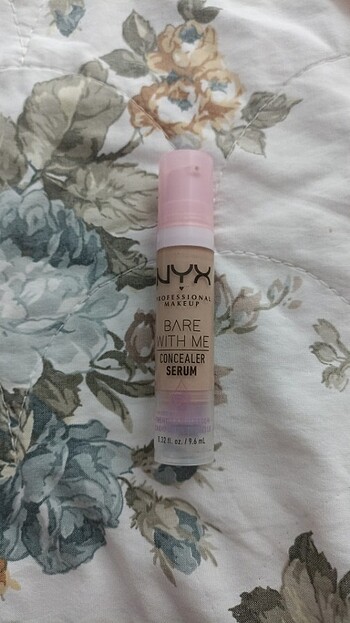 NYX
PROFESSIONAL
MAKEUP
BARE
WITH ME
CONCEALER
SERUM
0.32 fl. oz. / 9.6 mL